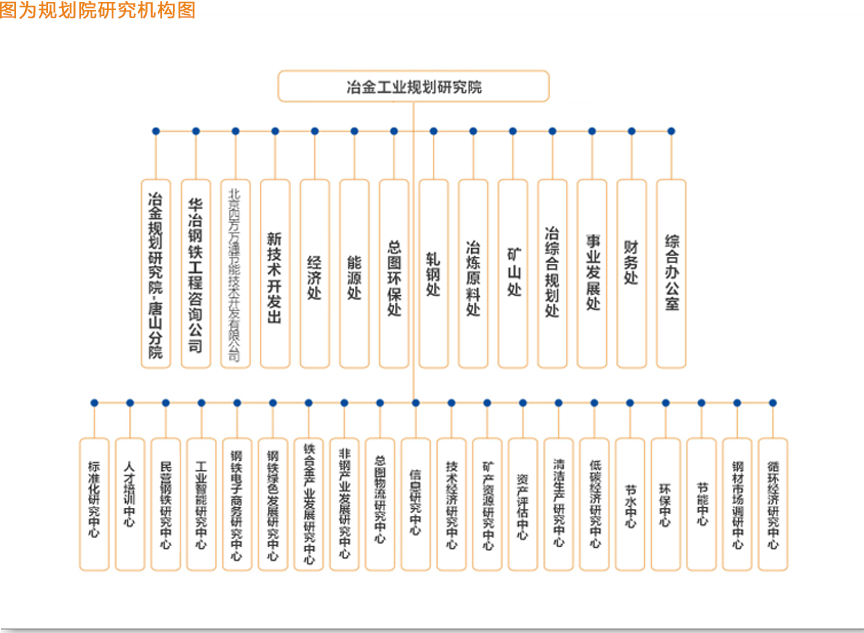 图为规划院研究机构图
冶金工业规划研究院
冶金规划研究院-唐山分院
华冶钢铁工程咨询公司
北京四方万通节能技术开发有限公司
新技术开发出
经济处
能源处
总图环保处
轧钢处
冶炼原料处
矿山处
冶综合规划处
事业发展处
财务处
综合办公室
标准化研究中心
人才培训中心
民营钢铁研究中心
工业智能研究中心
钢铁电子商务研究中心
钢铁绿色发展研究中心
铁合金产业发展研究中心
非钢产业发展研究中心
总图物流研究中心
信息研究中心
技术经济研究中心
矿产资源研究中心
资产评估中心
清洁生产研究中心
低碳经济研究中心
节水中心
环保中心
节能中心
钢材市场调研中心
循环经济研究中心